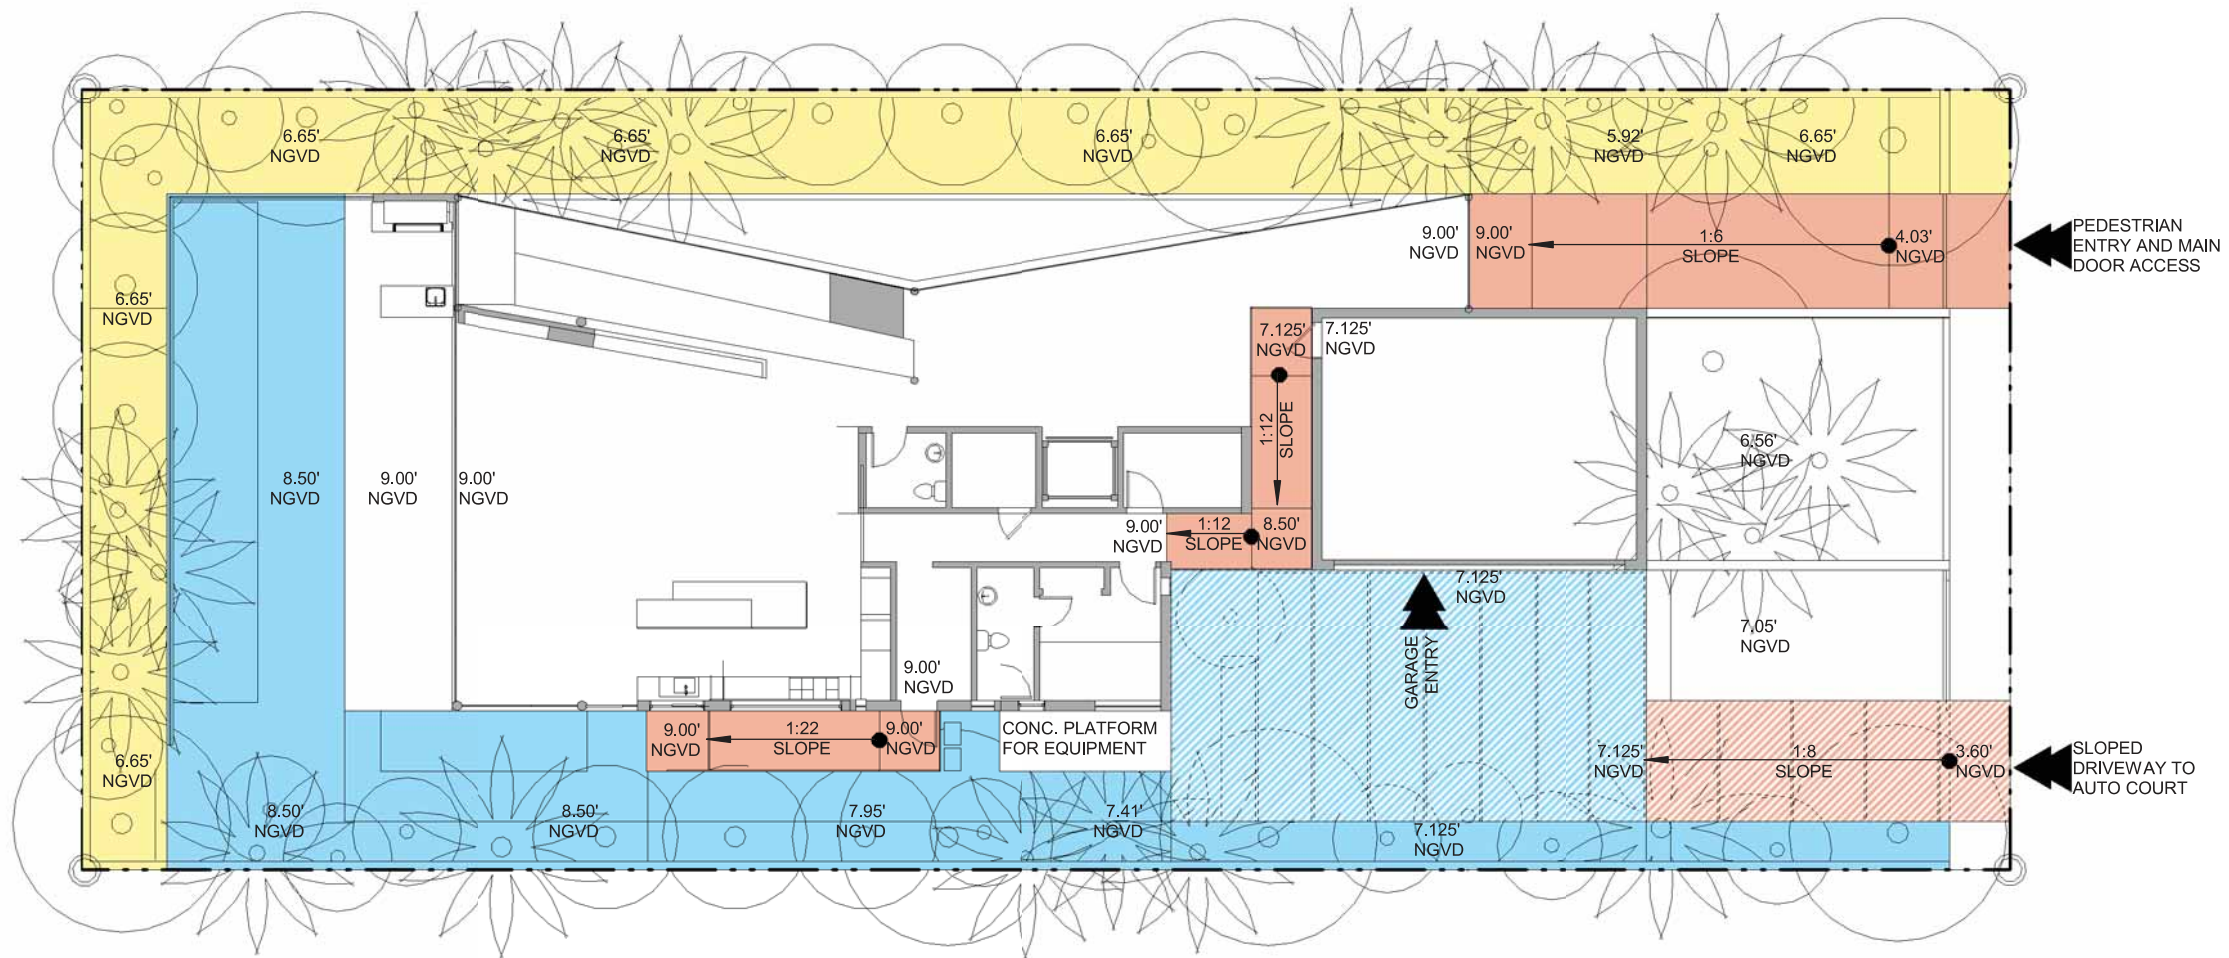 6.65'
NGVD
6.65'
NGVD
6.65'
NGVD
5.92'
NGVD
6.65'
NGVD
9.00'
NGVD
9.00'
NGVD
1:6
SLOPE
4.03'
NGVD
PEDESTRIAN
ENTRY AND MAIN
DOOR ACCESS
6.65'
NGVD
7.125'
NGVD
7.125'
NGVD
1:12
SLOPE
8.50'
NGVD
9.00'
NGVD
9.00'
NGVD
6.56'
NGVD
9.00'
NGVD
1:12
SLOPE
8.50'
NGVD
7.125'
NGVD
GARAGE
ENTRY
7.05'
NGVD
9.00'
NGVD
9.00'
NGVD
1:22
SLOPE
9.00'
NGVD
CONC. PLATFORM
FOR EQUIPMENT
7.125'
NGVD
1:8
SLOPE
3.60'
NGVD
SLOPED
DRIVEWAY TO
AUTO COURT
6.65'
NGVD
8.50'
NGVD
8.50'
NGVD
7.95'
NGVD
7.41'
NGVD
7.125'
NGVD